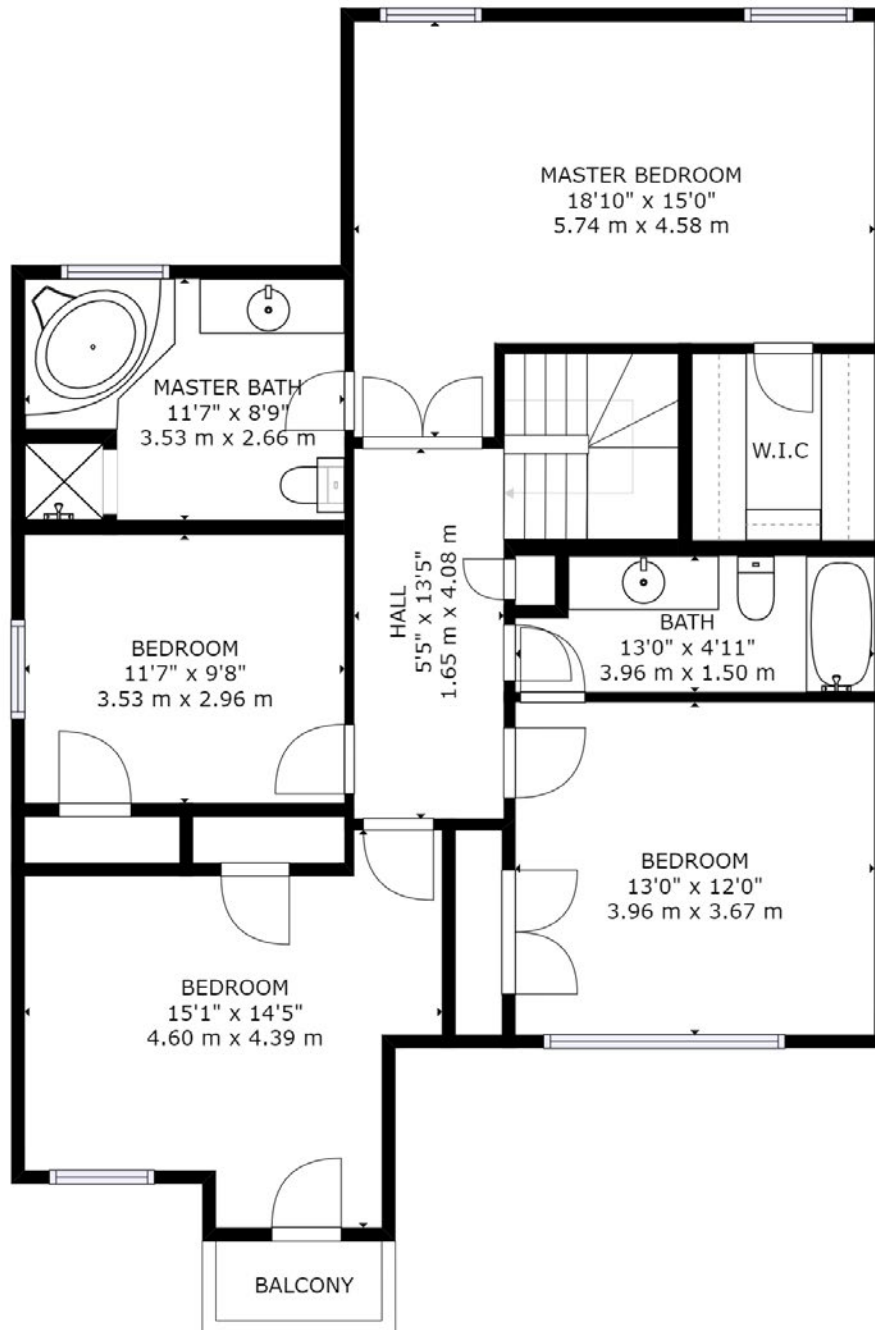 MASTER BEDROOM
18'10" x 15'0"
5.74 m x 4.58 m
MASTER BATH
11'7" x 8'9"
3.53 m x 2.66 m
W.I.C
HALL
5'5" x 13'5"
1.65 m x 4.08 m
BATH
13'0" x 4'11"
3.96 m x 1.50 m
BEDROOM
11'7" x 9'8"
3.53 m x 2.96 m
BEDROOM
13'0" x 12'0"
3.96 m x 3.67 m
BEDROOM
15'1" x 14'5"
4.60 m x 4.39 m
BALCONY